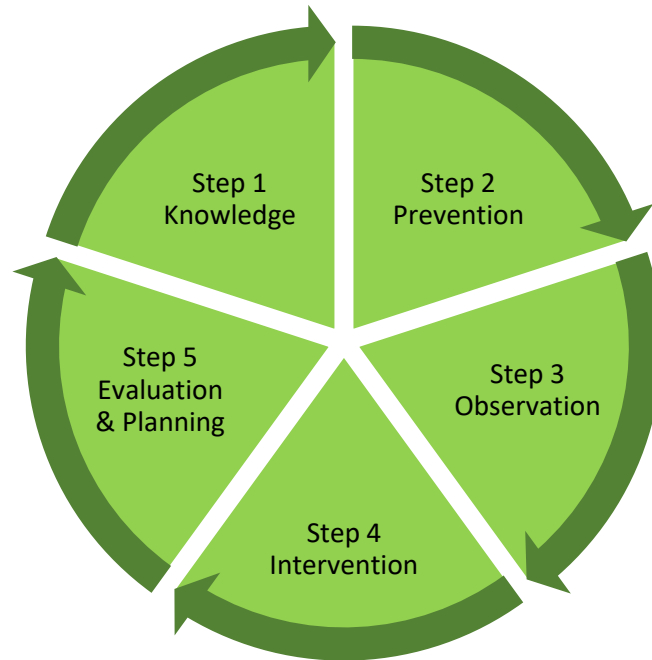 Step 1
Knowledge
Step 2
Prevention
Step 3
Observation
Step 4
Intervention
Step 5
Evaluation
& Planning